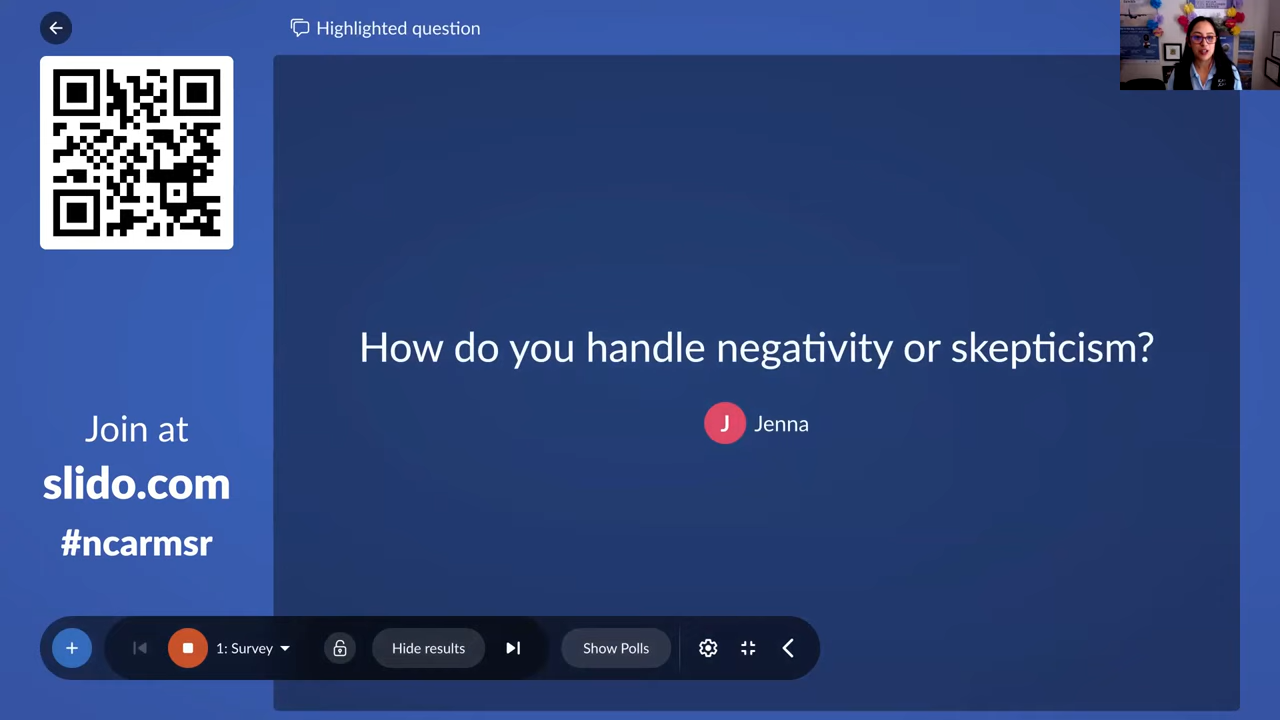 Highlighted question
How do you handle negativity or skepticism?
J Jenna
Join at
slido.com
#ncarmsr
1: Survey
Hide results
Show Polls